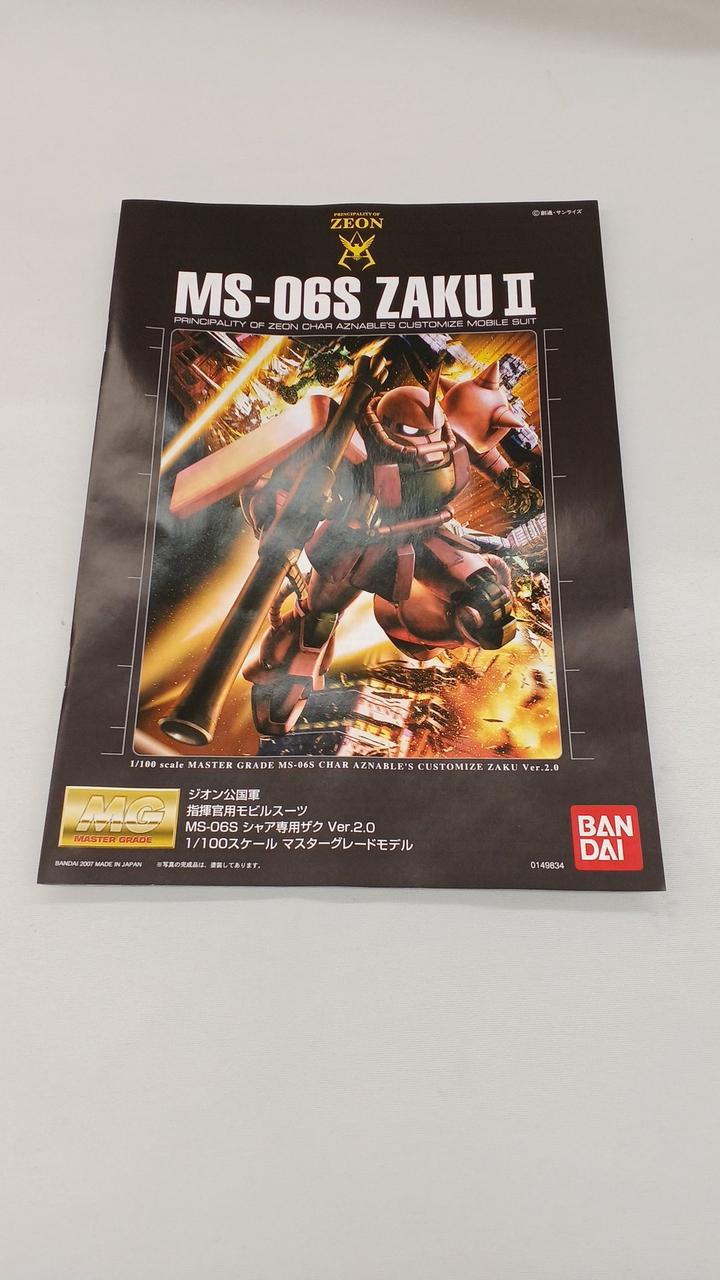 PRINCIPALITY OF
ZEON
©創通・サンライズ
MS-06S ZAKU II
PRINCIPALITY OF ZEON CHAR AZNABLE'S CUSTOMIZE MOBILE SUIT
1/100 scale MASTER GRADE MS-06S CHAR AZNABLE'S CUSTOMIZE ZAKU Ver.2.0
MG
MASTER GRADE
ジオン公国軍
指揮官用モビルスーツ
MS-06S シャア専用ザク Ver.2.0
1/100スケール マスターグレードモデル
BAN
DAI
BANDAI 2007 MADE IN JAPAN
※写真の完成品は、塗装してあります。
0149834